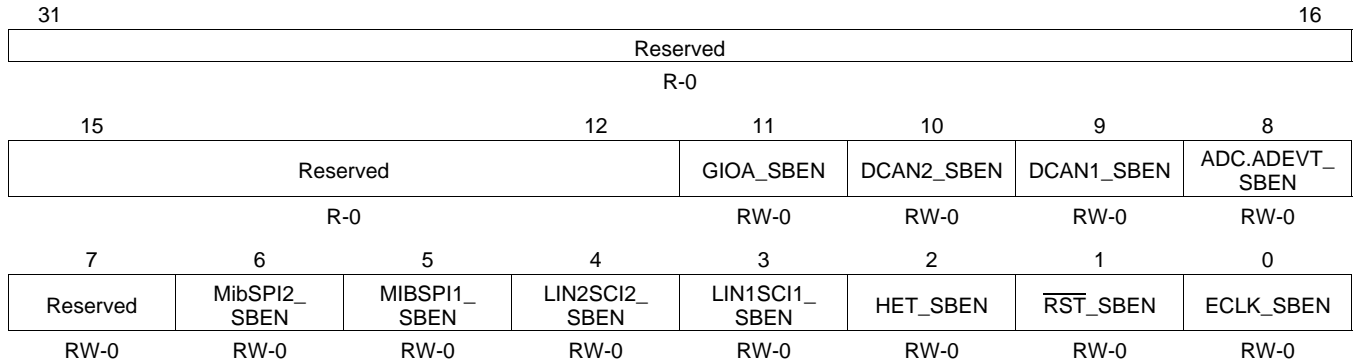 31 16
Reserved
R-0
15 12 11 10 9 8
Reserved GIOA_SBEN DCAN2_SBEN DCAN1_SBEN ADC.ADEVT_
SBEN
R-0 RW-0 RW-0 RW-0 RW-0
7 6 5 4 3 2 1 0
Reserved MibSPI2_ MIBSPI1_ LIN2SCI2_ LIN1SCI1_ HET_SBEN RST_SBEN ECLK_SBEN
SBEN SBEN SBEN SBEN
RW-0 RW-0 RW-0 RW-0 RW-0 RW-0 RW-0 RW-0